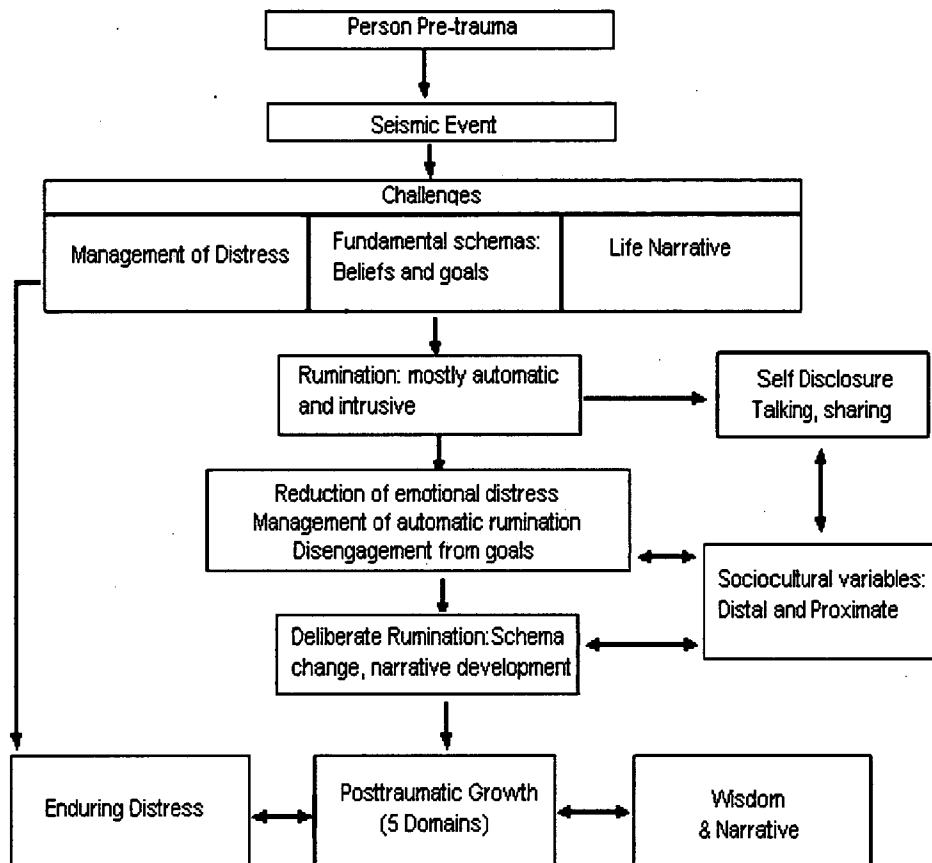 Person Pre-trauma
Seismic Event
Challenges
Management of Distress
Fundamental schemas:
Beliefs and goals
Life Narrative
Rumination: mostly automatic
and intrusive
Self Disclosure
Talking, sharing
Reduction of emotional distress
Management of automatic rumination
Disengagement from goals
Sociocultural variables:
Distal and Proximate
Deliberate Rumination: Schema
change, narrative development
Enduring Distress
Posttraumatic Growth
(5 Domains)
Wisdom
& Narrative